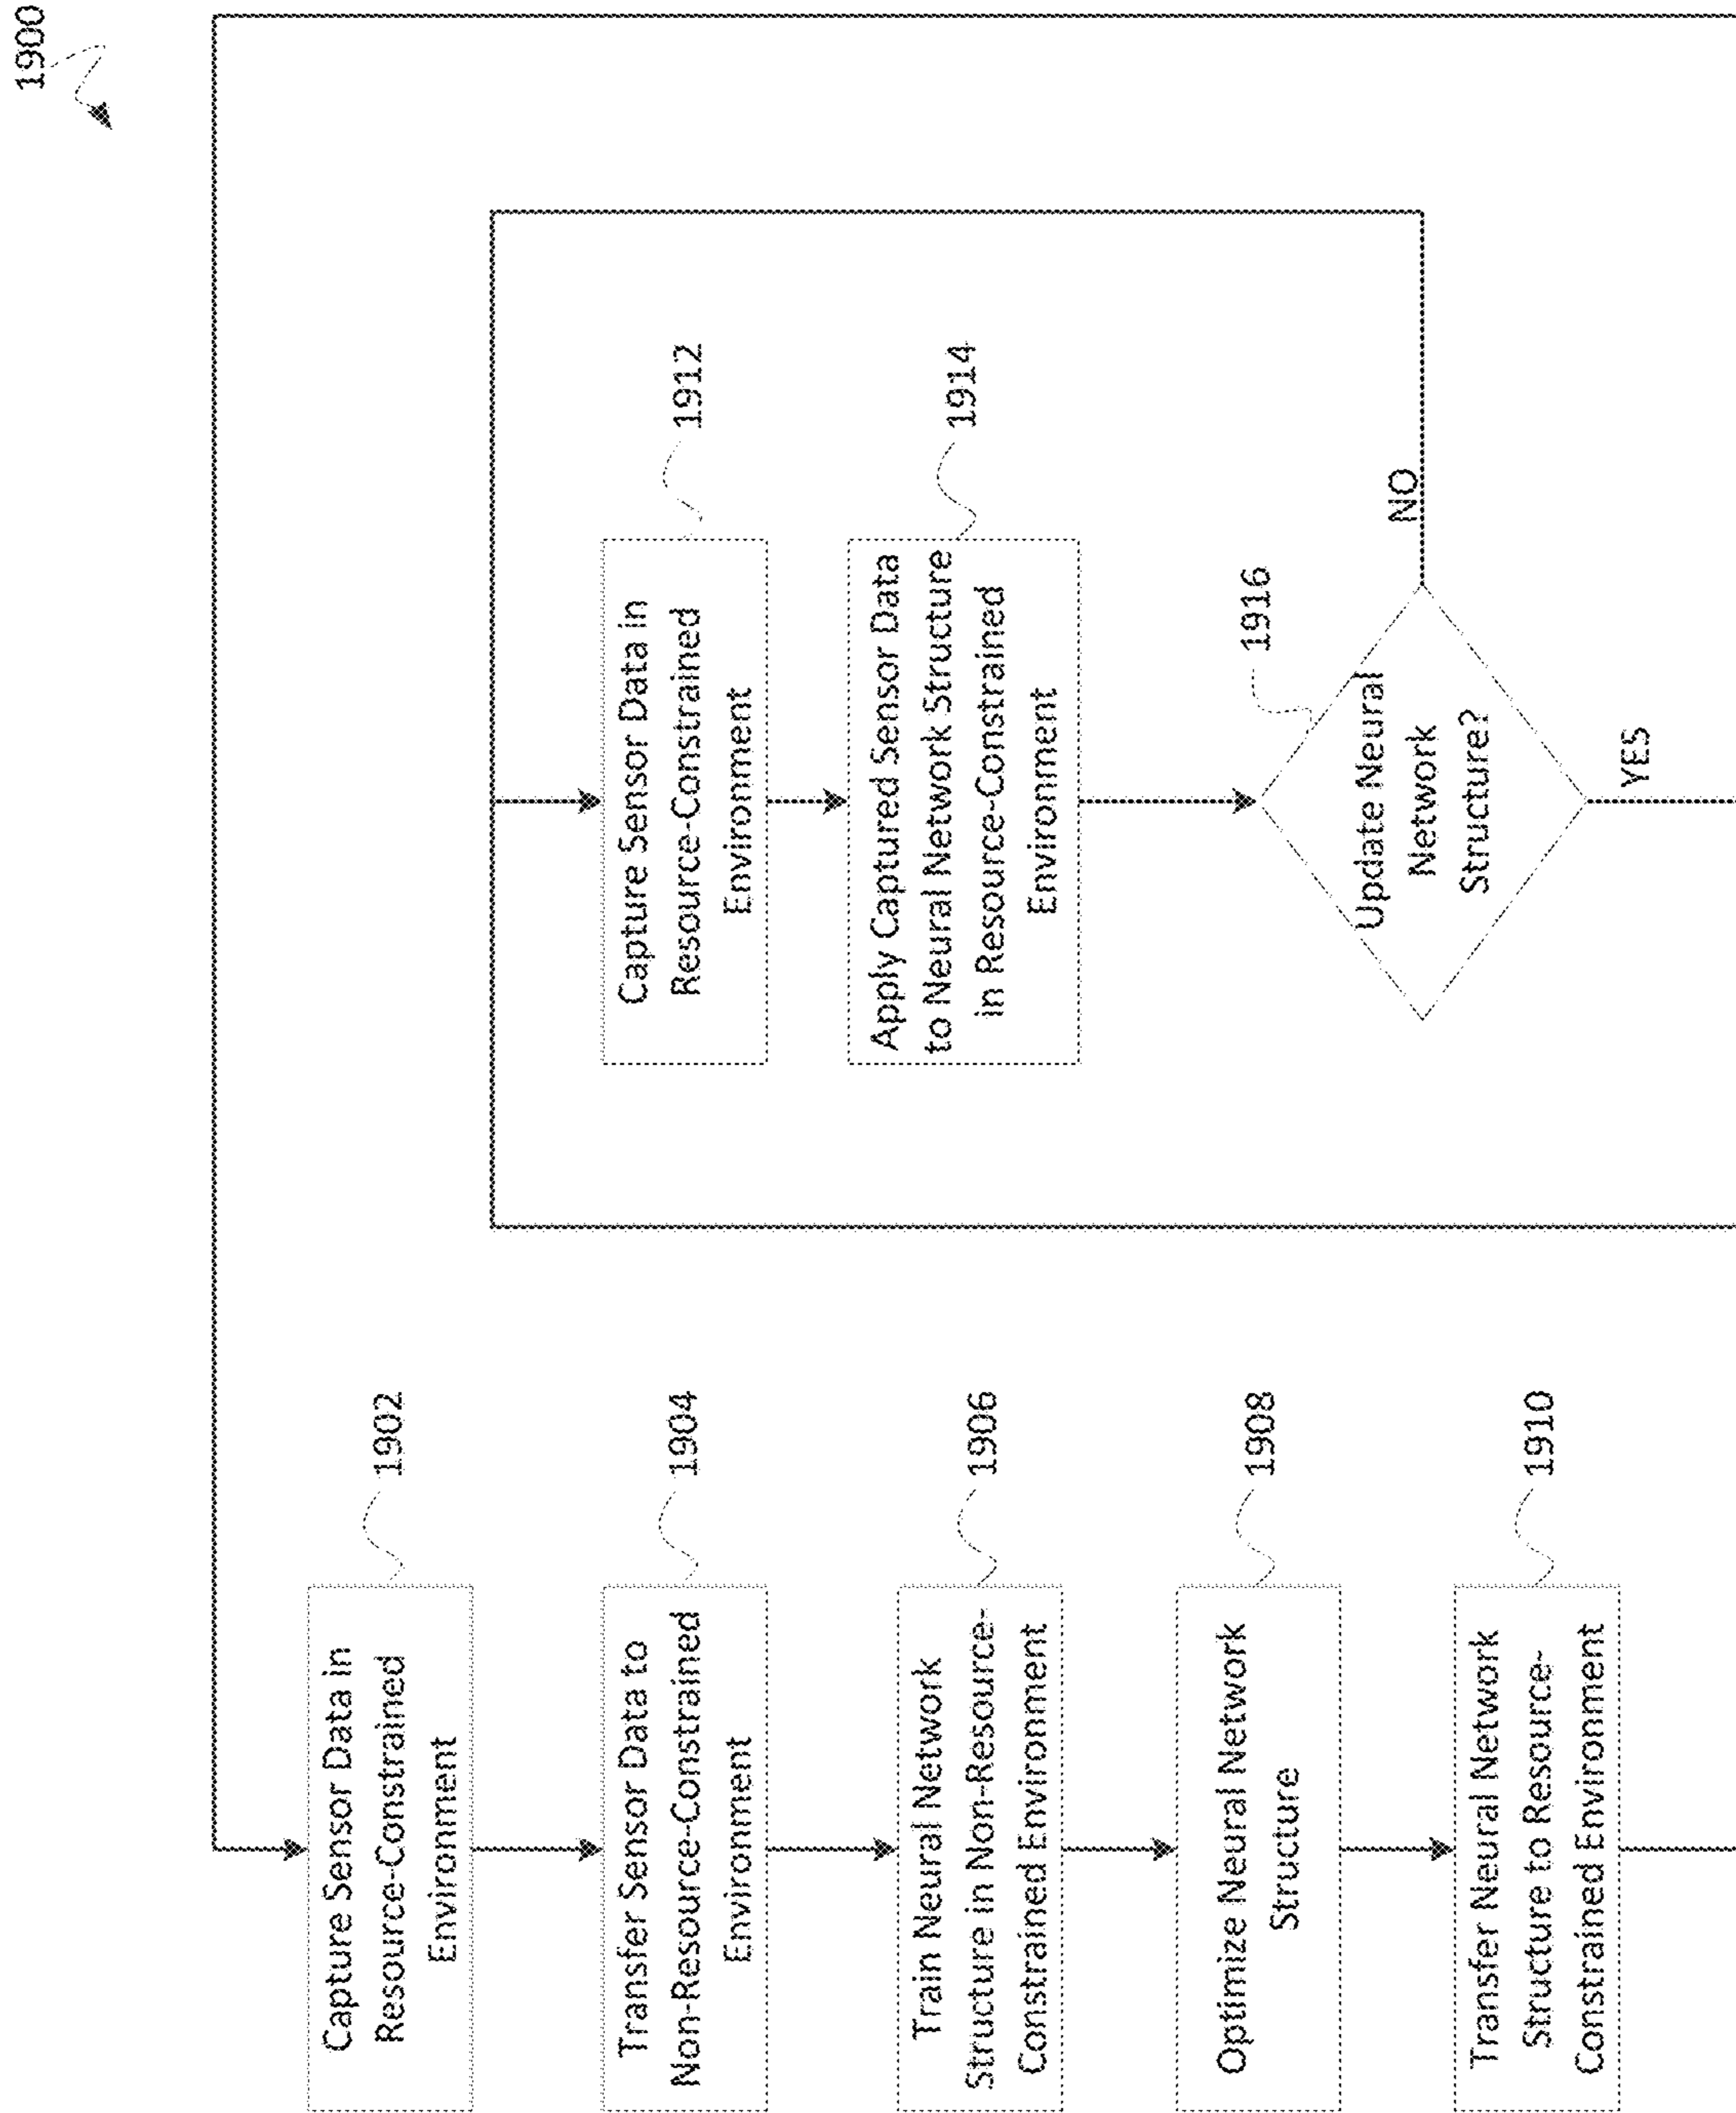 1900
Capture Sensor Data in
Resource-Constrained
Environment
1902
Transfer Sensor Data to
Non-Resource-Constrained
Environment
1904
Train Neural Network
Structure in Non-Resource-
Constrained Environment
1906
Optimize Neural Network
Structure
1908
Transfer Neural Network
Structure to Resource-
Constrained Environment
1910
Capture Sensor Data in
Resource-Constrained
Environment
1912
Apply Captured Sensor Data
to Neural Network Structure
in Resource-Constrained
Environment
1914
Update Neural
Network
Structure?
1916
NO
YES